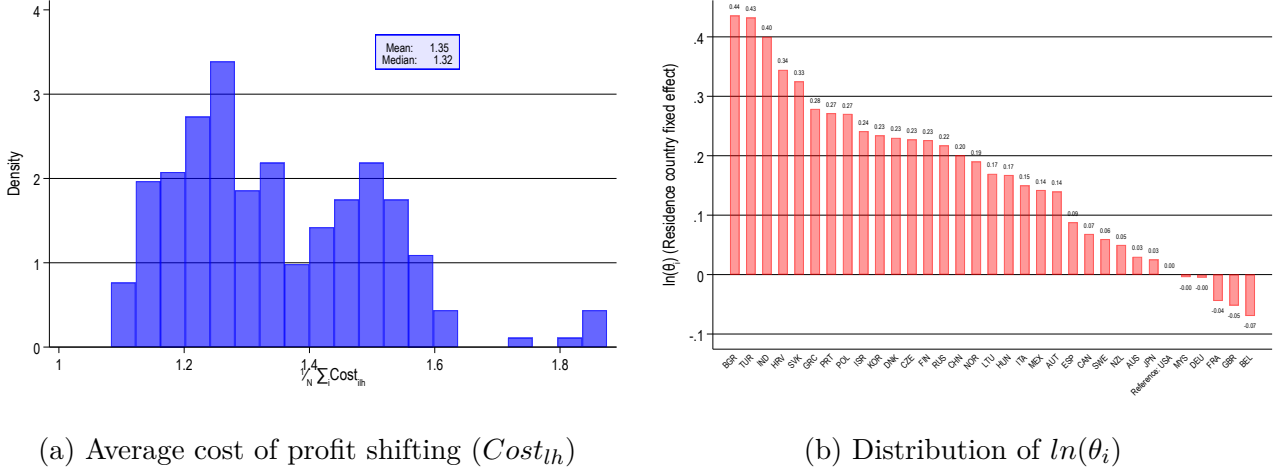 4
3
2
1
0
Density
Mean: 1.35
Median: 1.32
1 1.2 1.4 1.6 1.8
1⁄N ∑iCostilh
(a) Average cost of profit shifting (Costlh)
.4
.3
.2
.1
0
-.1
ln(θi) (Residence country fixed effect)
0.44 0.43 0.40 0.34 0.33 0.28 0.27 0.27 0.24 0.23 0.23 0.23 0.23 0.22 0.20 0.19 0.17 0.17 0.15 0.14 0.14 0.09 0.07 0.06 0.05 0.03 0.03 0.00 -0.00 -0.00 -0.04 -0.05 -0.07
BGR TUR IND HRV SVK GRC PRT POL ISR KOR DNK CZE FIN RUS CHN NOR LTU HUN ITA MEX AUT ESP CAN SWE NZL AUS JPN Reference: USA MYS DEU FRA GBR BEL
(b) Distribution of ln(θi)